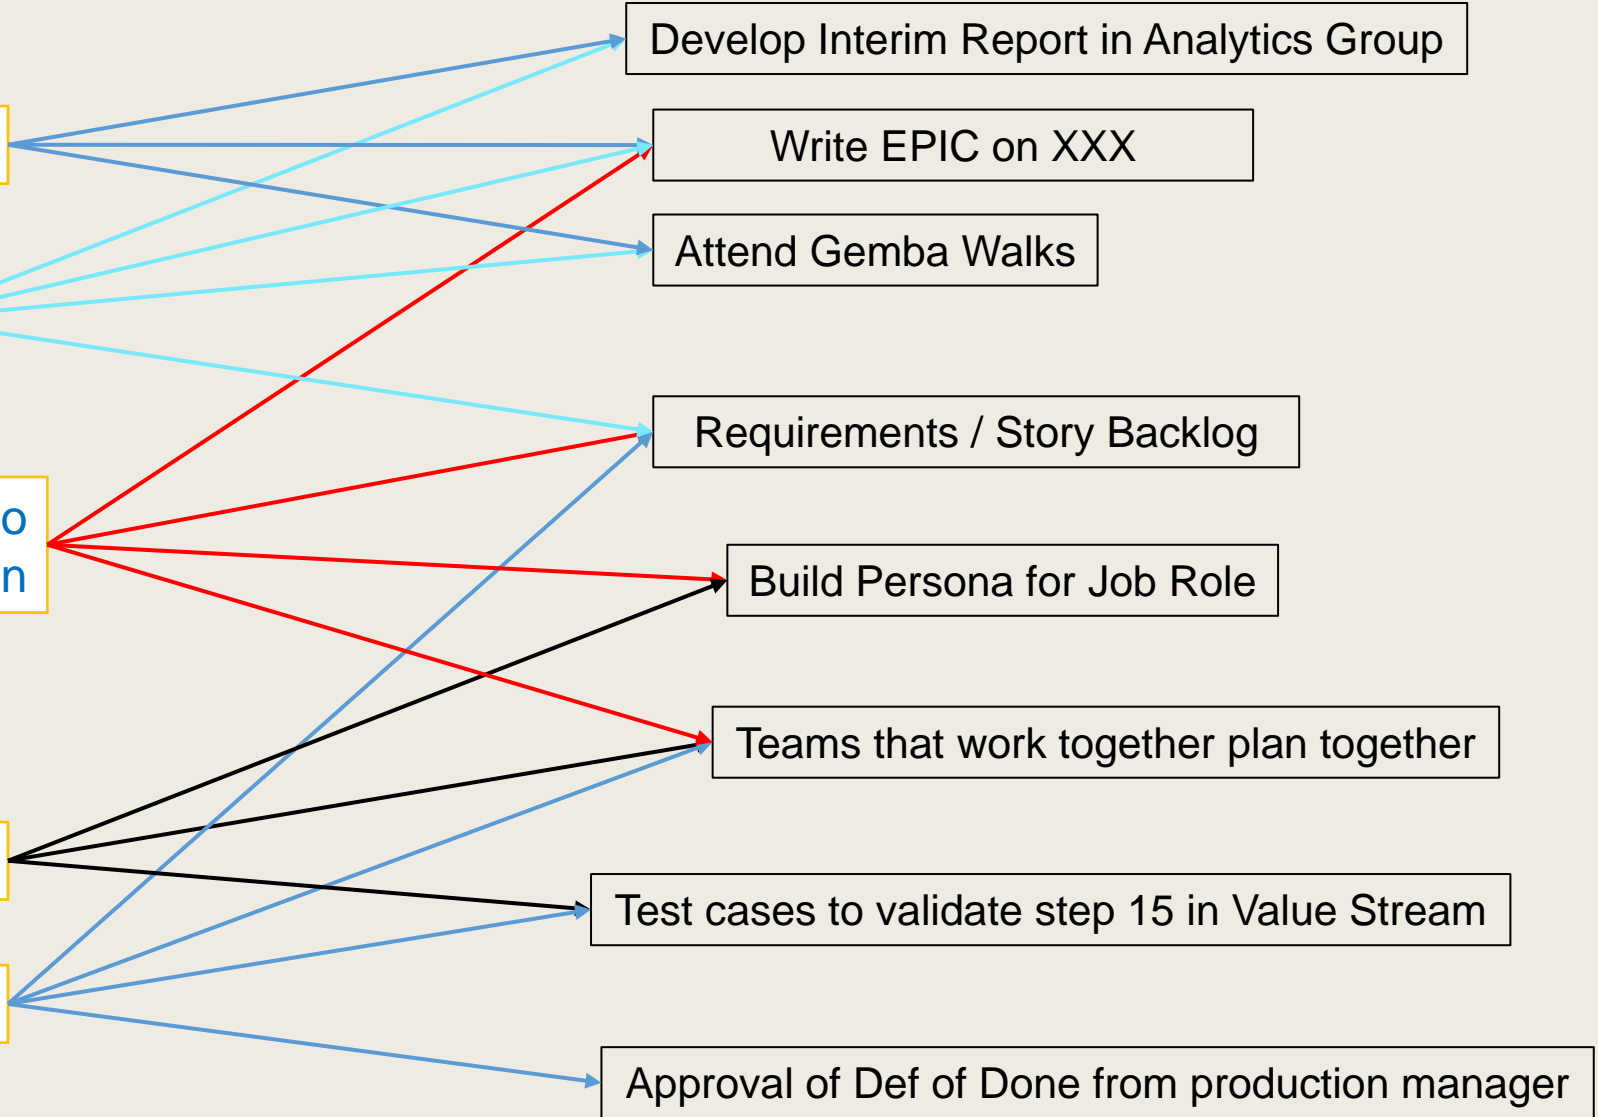 Develop Interim Report in Analytics Group
Write EPIC on XXX
Attend Gemba Walks
Requirements / Story Backlog
o
n
Build Persona for Job Role
Teams that work together plan together
Test cases to validate step 15 in Value Stream
Approval of Def of Done from production manager